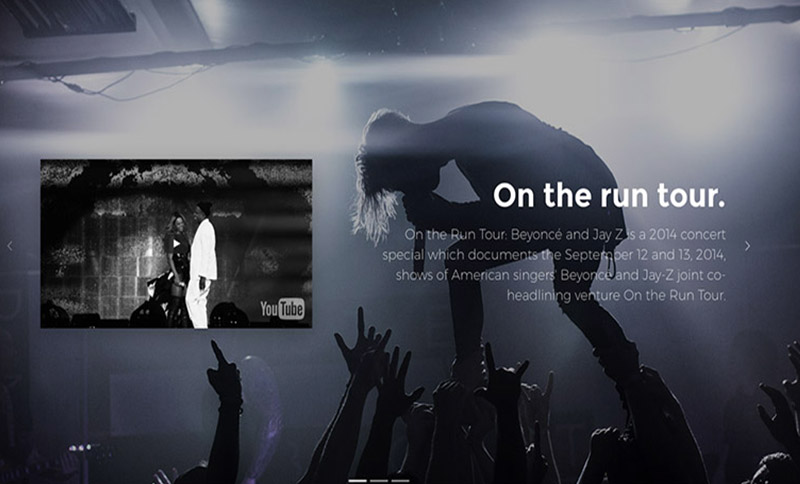 On the run tour.
On the Run Tour: Beyoncé and Jay Z is a 2014 concert
special which documents the September 12 and 13, 2014,
shows of American singers' Beyoncé and Jay-Z joint co-
headlining venture On the Run Tour.
YouTube